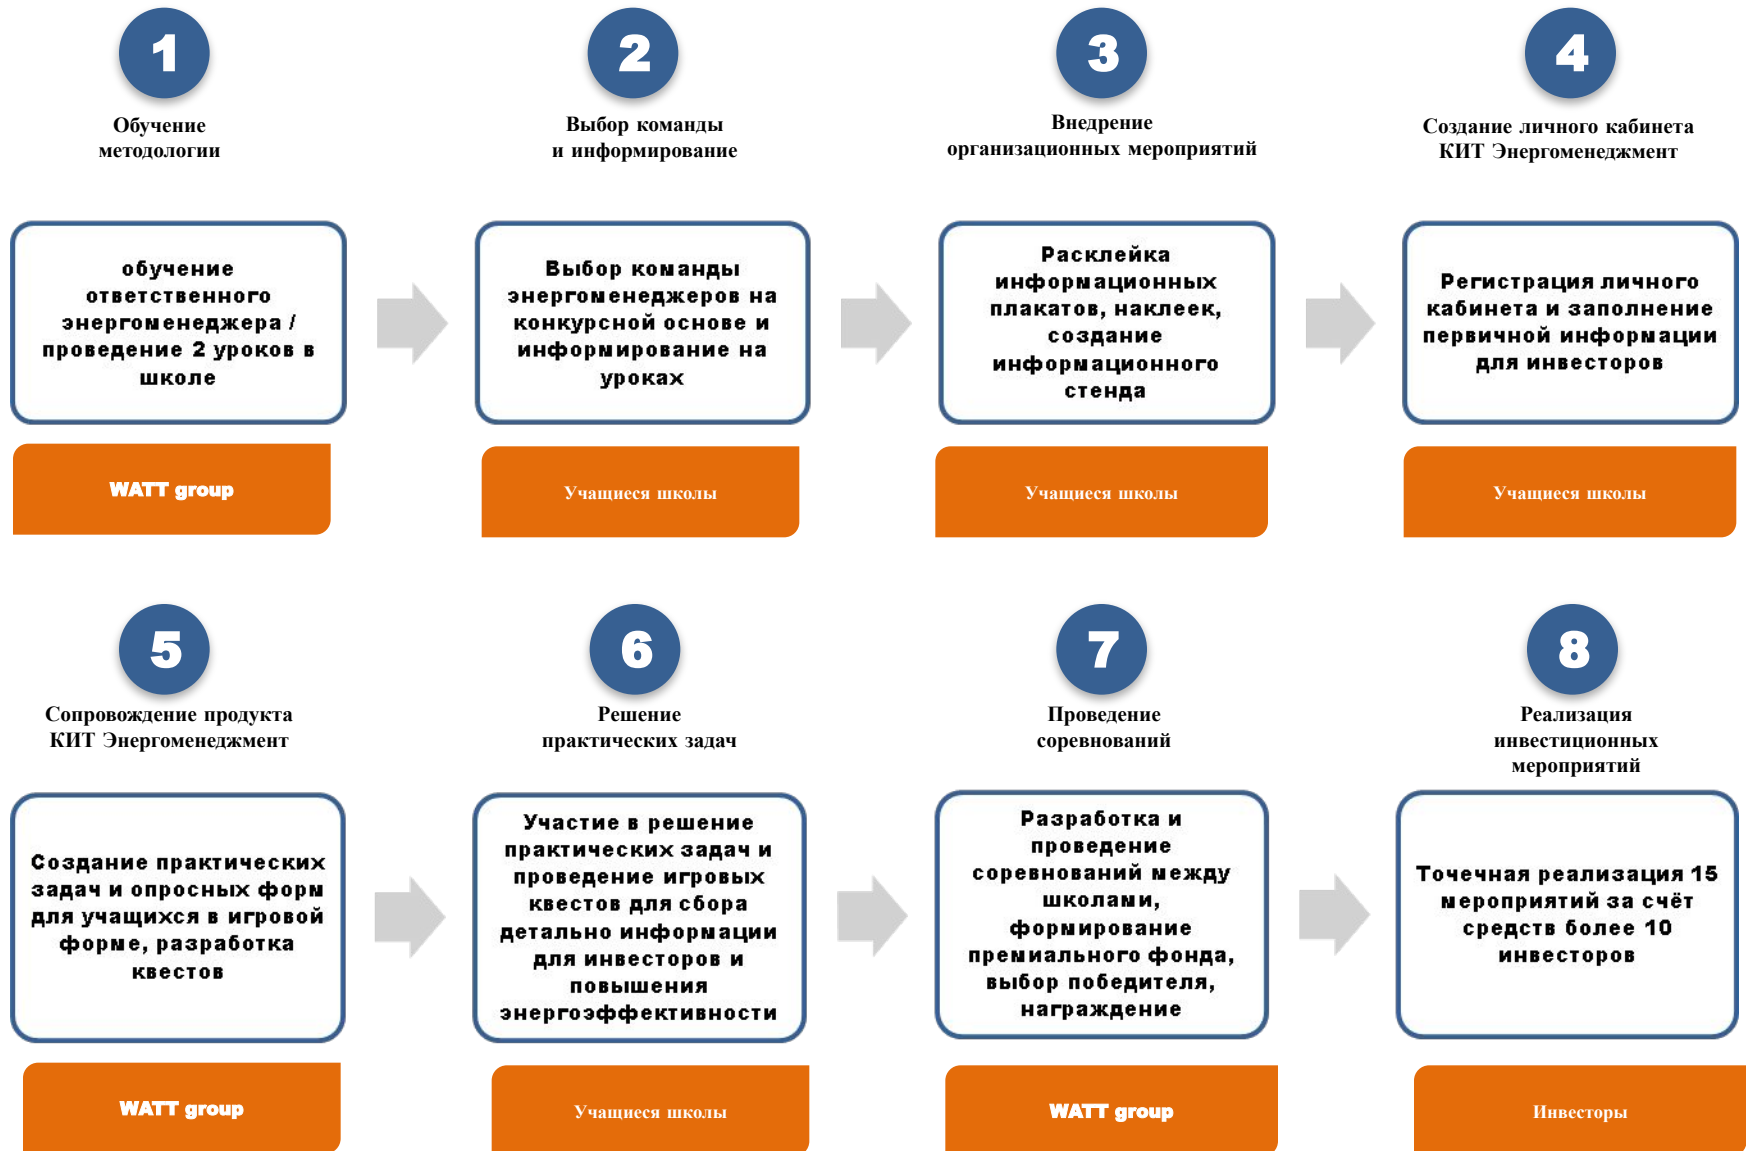 1
Обучение
методологии
обучение
ответственного
энергоменеджера /
проведение 2 уроков в
школе
WATT group
2
Выбор команды
и информирование
Выбор команды
энергоменеджеров на
конкурсной основе и
информирование на
уроках
Учащиеся школы
3
Внедрение
организационных мероприятий
Расклейка
информационных
плакатов, наклеек,
создание
информационного
стенда
Учащиеся школы
4
Создание личного кабинета
КИТ Энергоменеджмент
Регистрация личного
кабинета и заполнение
первичной информации
для инвесторов
Учащиеся школы
5
Сопровождение продукта
КИТ Энергоменеджмент
Создание практических
задач и опросных форм
для учащихся в игровой
форме, разработка
квестов
WATT group
6
Решение
практических задач
Участие в решение
практических задач и
проведение игровых
квестов для сбора
детально информации
для инвесторов и
повышения
энергоэффективности
Учащиеся школы
7
Проведение
соревнований
Разработка и
проведение
соревнований между
школами,
формирование
премиального фонда,
выбор победителя,
награждение
WATT group
8
Реализация
инвестиционных
мероприятий
Точечная реализация 15
мероприятий за счёт
средств более 10
инвесторов
Инвесторы